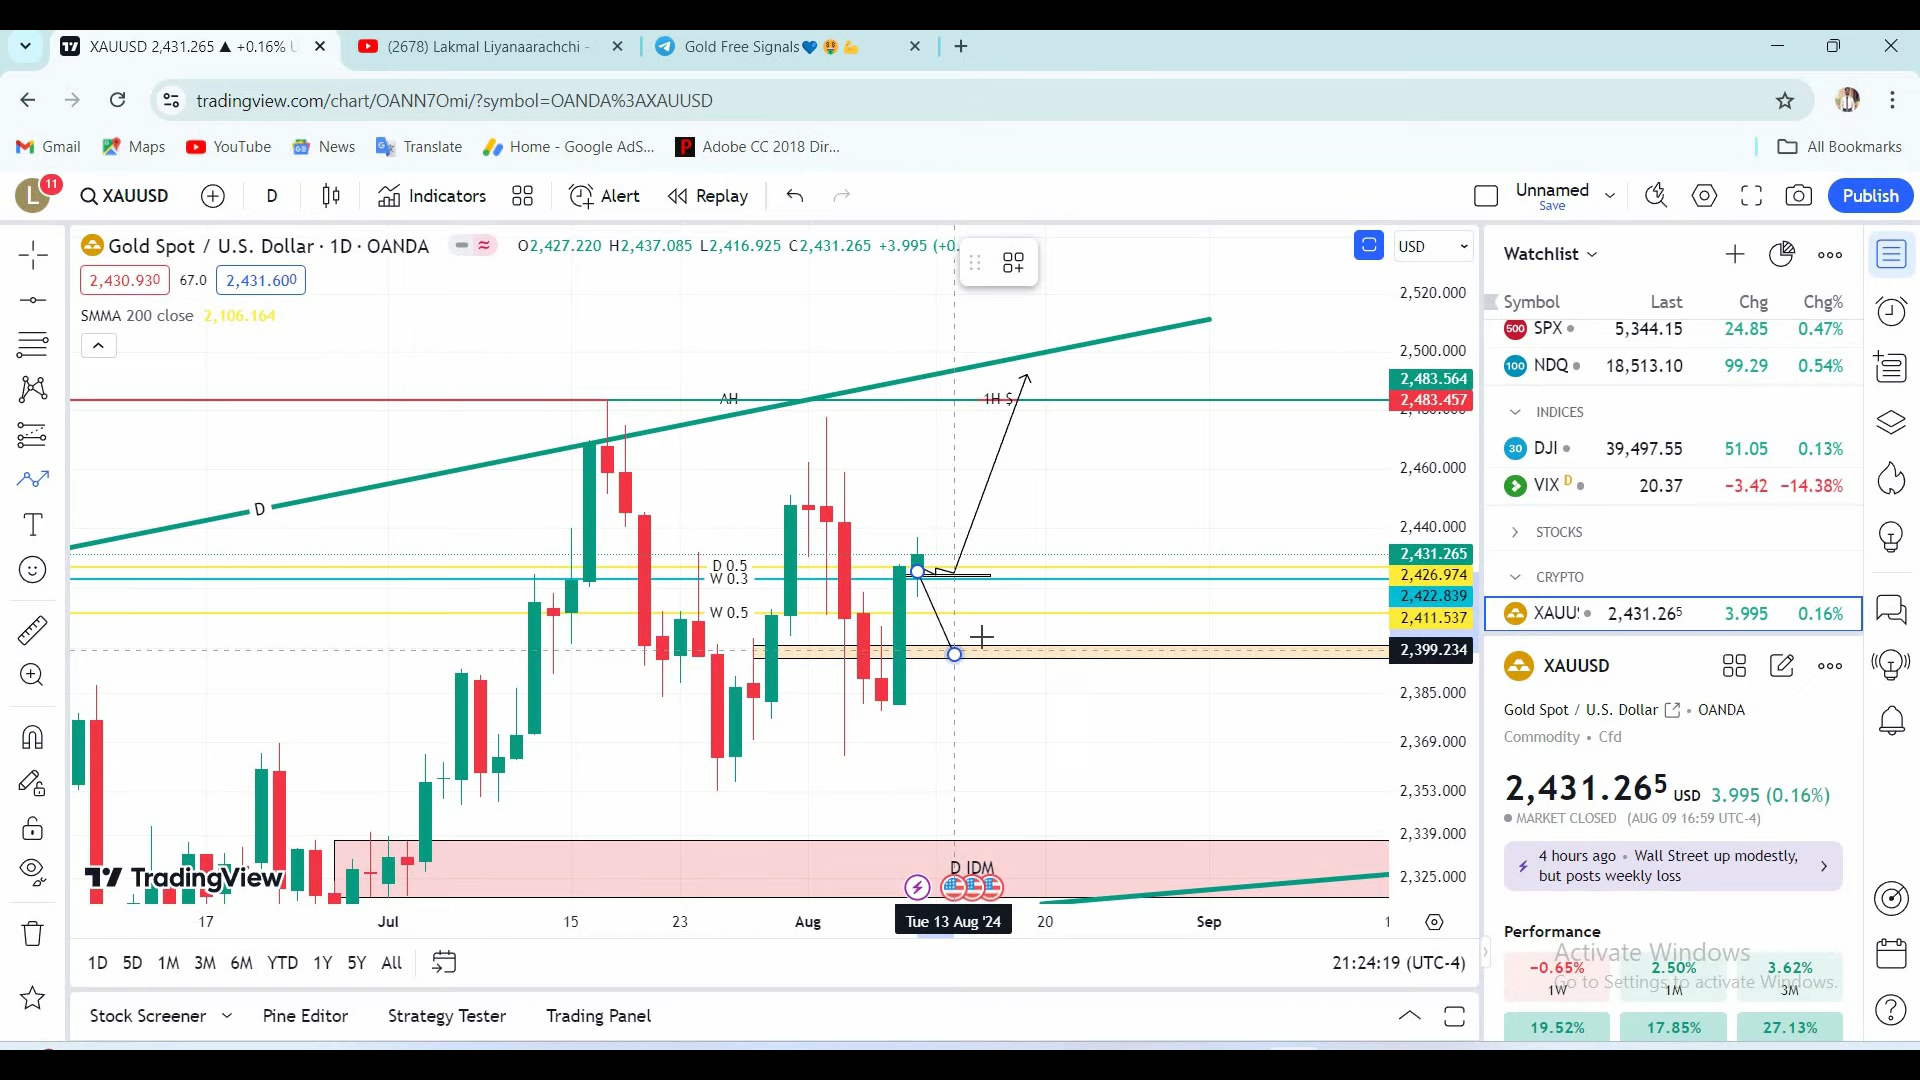 XAUUSD 2,431.265 ▲ +0.16% U
(2678) Lakmal Liyanaarachchi -
Gold Free Signals💙 🤑 💪
tradingview.com/chart/OANN7Omi/?symbol=OANDA%3AXAUUSD
Gmail
Maps
YouTube
News
Translate
Home - Google AdS...
Adobe CC 2018 Dir...
All Bookmarks
L
11
XAUUSD
D
Indicators
Alert
Replay
Unnamed
Save
Publish
Gold Spot / U.S. Dollar · 1D · OANDA
O2,427.220 H2,437.085 L2,416.925 C2,431.265 +3.995 (+0.
USD
2,430.930
67.0
2,431.600
SMMA 200 close 2,106.164
AH
1H $
D
D 0.5
W 0.3
W 0.5
D IDM
TradingView
2,520.000
2,500.000
2,483.564
2,483.457
2,460.000
2,440.000
2,431.265
2,426.974
2,422.839
2,411.537
2,399.234
2,385.000
2,369.000
2,353.000
2,339.000
2,325.000
17
Jul
15
23
Aug
Tue 13 Aug '24
20
Sep
1
1D
5D
1M
3M
6M
YTD
1Y
5Y
All
21:24:19 (UTC-4)
Stock Screener
Pine Editor
Strategy Tester
Trading Panel
Watchlist
Symbol Last Chg Chg%
500 SPX 5,344.15 24.85 0.47%
100 NDQ 18,513.10 99.29 0.54%
INDICES
30 DJI 39,497.55 51.05 0.13%
VIX D 20.37 −3.42 −14.38%
STOCKS
CRYPTO
XAUU 2,431.265 3.995 0.16%
XAUUSD
Gold Spot / U.S. Dollar • OANDA
Commodity • Cfd
2,431.265 USD 3.995 (0.16%)
MARKET CLOSED (AUG 09 16:59 UTC-4)
4 hours ago • Wall Street up modestly,
but posts weekly loss
Performance
Activate Windows
Go to Settings to activate Windows.
−0.65%
1W
2.50%
1M
3.62%
3M
19.52%
17.85%
27.13%